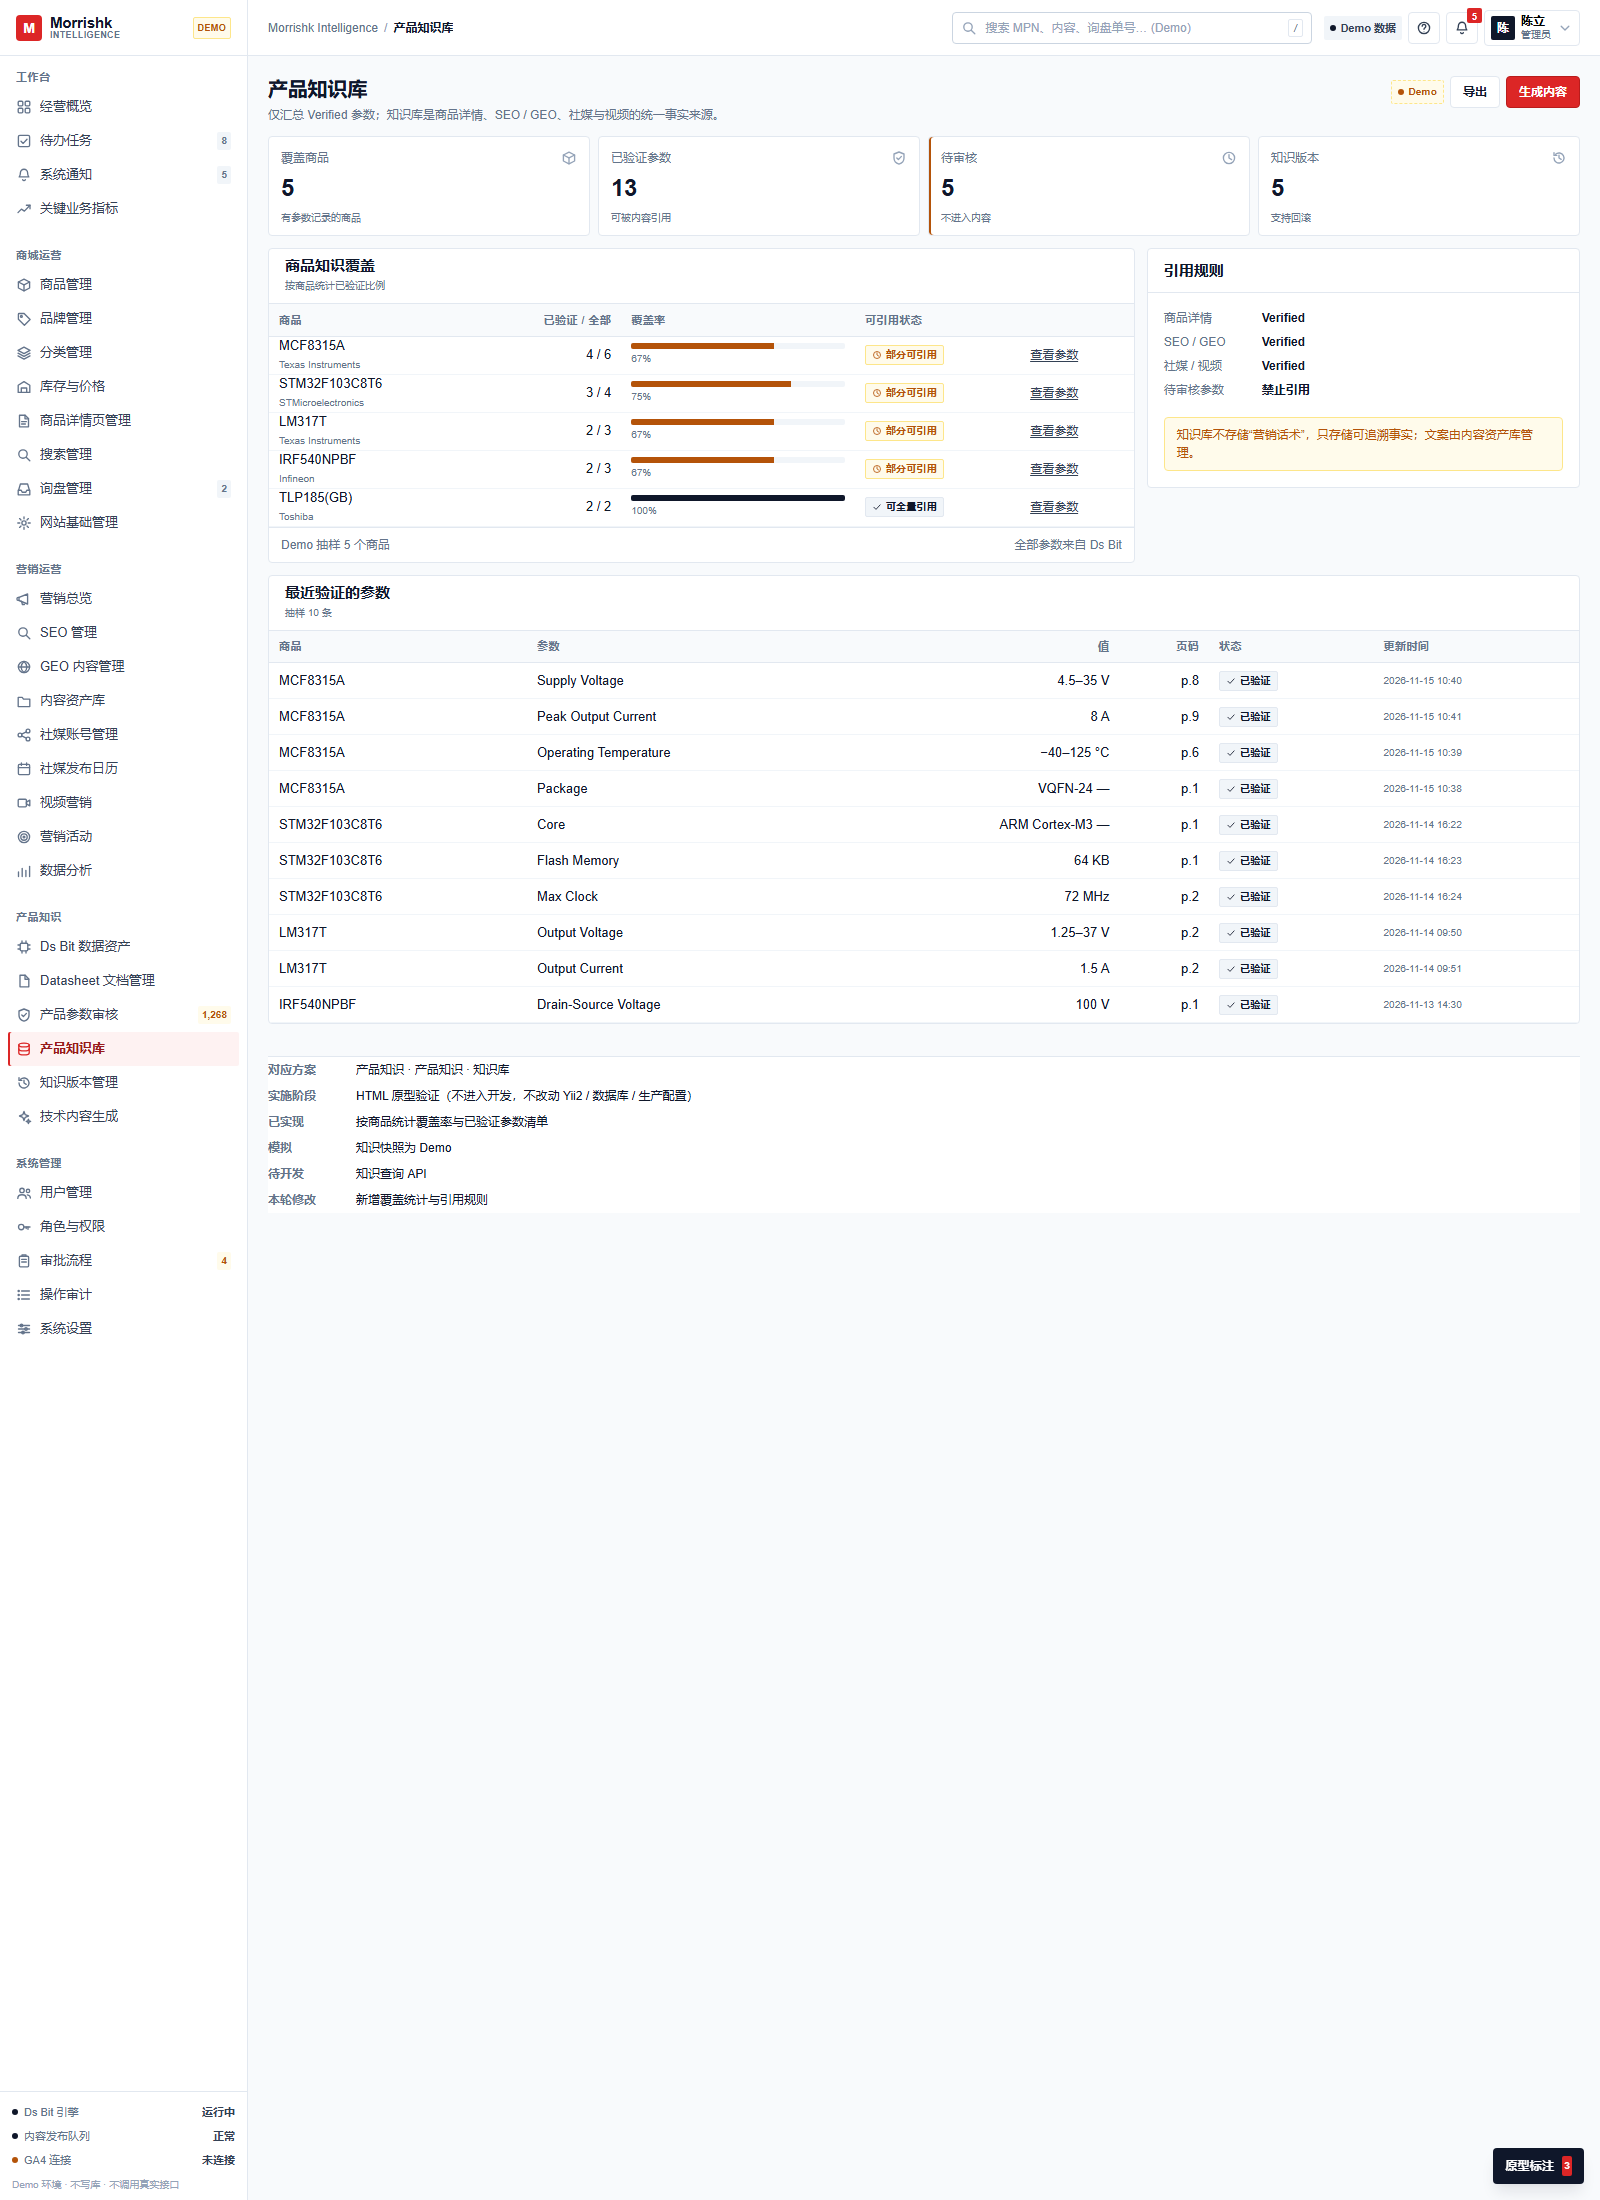 M Morrishk INTELLIGENCE DEMO
工作台
经营概览
待办任务 8
系统通知 5
关键业务指标
商城运营
商品管理
品牌管理
分类管理
库存与价格
商品详情页管理
搜索管理
询盘管理 2
网站基础管理
营销运营
营销总览
SEO 管理
GEO 内容管理
内容资产库
社媒账号管理
社媒发布日历
视频营销
营销活动
数据分析
产品知识
Ds Bit 数据资产
Datasheet 文档管理
产品参数审核 1,268
产品知识库
知识版本管理
技术内容生成
系统管理
用户管理
角色与权限
审批流程 4
操作审计
系统设置
Ds Bit 引擎 运行中
内容发布队列 正常
GA4 连接 未连接
Demo 环境 · 不写库 · 不调用真实接口
Morrishk Intelligence / 产品知识库
搜索 MPN、内容、询盘单号... (Demo) /
Demo 数据
5
陈 陈立 管理员
产品知识库
仅汇总 Verified 参数；知识库是商品详情、SEO / GEO、社媒与视频的统一事实来源。
Demo 导出 生成内容
覆盖商品
5
有参数记录的商品
已验证参数
13
可被内容引用
待审核
5
不进入内容
知识版本
5
支持回滚
商品知识覆盖
按商品统计已验证比例
商品 已验证 / 全部 覆盖率 可引用状态
MCF8315A Texas Instruments 4 / 6 67% 部分可引用 查看参数
STM32F103C8T6 STMicroelectronics 3 / 4 75% 部分可引用 查看参数
LM317T Texas Instruments 2 / 3 67% 部分可引用 查看参数
IRF540NPBF Infineon 2 / 3 67% 部分可引用 查看参数
TLP185(GB) Toshiba 2 / 2 100% 可全量引用 查看参数
Demo 抽样 5 个商品 全部参数来自 Ds Bit
引用规则
商品详情 Verified
SEO / GEO Verified
社媒 / 视频 Verified
待审核参数 禁止引用
知识库不存储“营销话术”，只存储可追溯事实；文案由内容资产库管
理。
最近验证的参数
抽样 10 条
商品 参数 值 页码 状态 更新时间
MCF8315A Supply Voltage 4.5–35 V p.8 已验证 2026-11-15 10:40
MCF8315A Peak Output Current 8 A p.9 已验证 2026-11-15 10:41
MCF8315A Operating Temperature −40–125 °C p.6 已验证 2026-11-15 10:39
MCF8315A Package VQFN-24 — p.1 已验证 2026-11-15 10:38
STM32F103C8T6 Core ARM Cortex-M3 — p.1 已验证 2026-11-14 16:22
STM32F103C8T6 Flash Memory 64 KB p.1 已验证 2026-11-14 16:23
STM32F103C8T6 Max Clock 72 MHz p.2 已验证 2026-11-14 16:24
LM317T Output Voltage 1.25–37 V p.2 已验证 2026-11-14 09:50
LM317T Output Current 1.5 A p.2 已验证 2026-11-14 09:51
IRF540NPBF Drain-Source Voltage 100 V p.1 已验证 2026-11-13 14:30
对应方案 产品知识 · 产品知识 · 知识库
实施阶段 HTML 原型验证（不进入开发，不改动 Yii2 / 数据库 / 生产配置）
已实现 按商品统计覆盖率与已验证参数清单
模拟 知识快照为 Demo
待开发 知识查询 API
本轮修改 新增覆盖统计与引用规则
原型标注 3